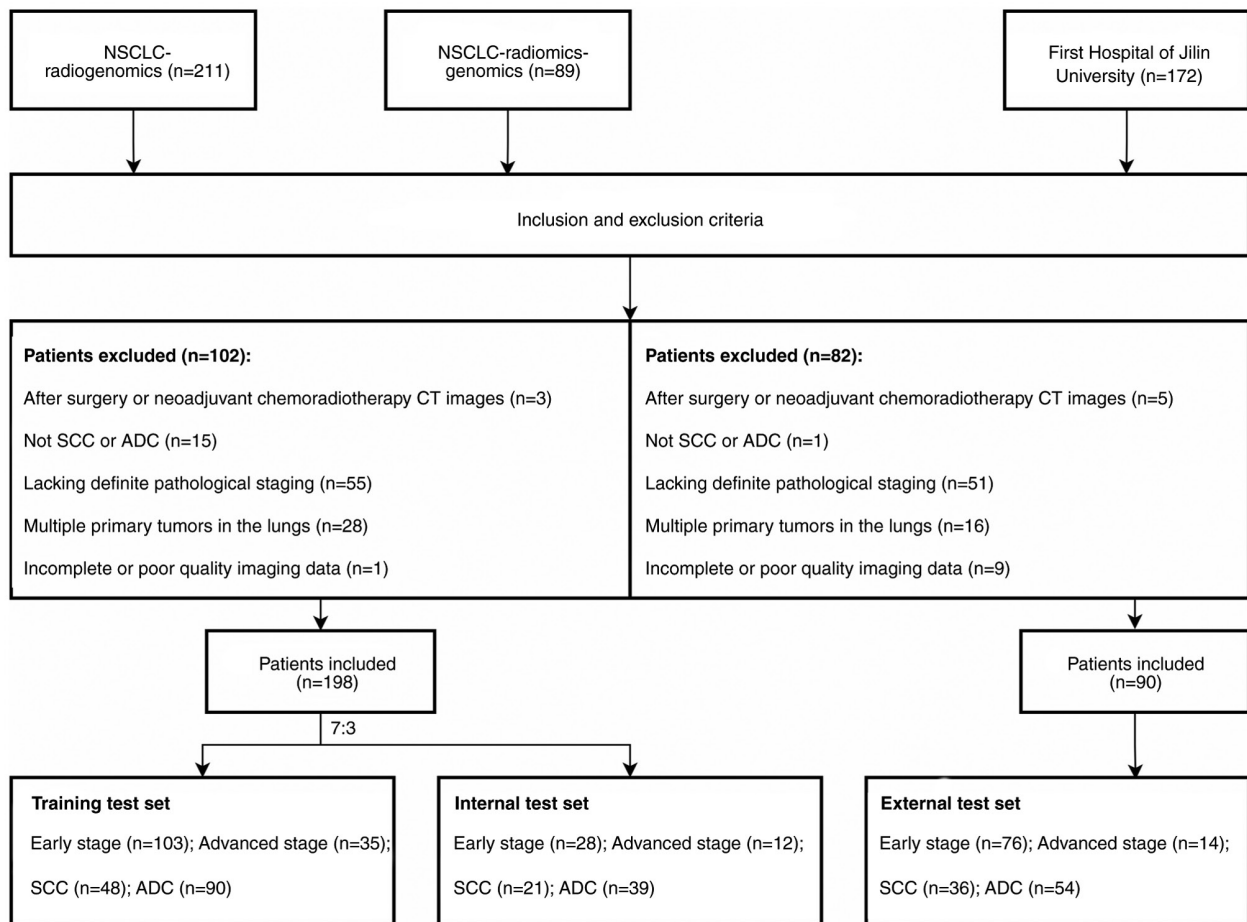 NSCLC-
radiogenomics (n=211)
NSCLC-radiomics-
genomics (n=89)
First Hospital of Jilin
University (n=172)
Inclusion and exclusion criteria
Patients excluded (n=102):
After surgery or neoadjuvant chemoradiotherapy CT images (n=3)
Not SCC or ADC (n=15)
Lacking definite pathological staging (n=55)
Multiple primary tumors in the lungs (n=28)
Incomplete or poor quality imaging data (n=1)
Patients excluded (n=82):
After surgery or neoadjuvant chemoradiotherapy CT images (n=5)
Not SCC or ADC (n=1)
Lacking definite pathological staging (n=51)
Multiple primary tumors in the lungs (n=16)
Incomplete or poor quality imaging data (n=9)
Patients included
(n=198)
Patients included
(n=90)
7:3
Training test set
Early stage (n=103); Advanced stage (n=35);
SCC (n=48); ADC (n=90)
Internal test set
Early stage (n=28); Advanced stage (n=12);
SCC (n=21); ADC (n=39)
External test set
Early stage (n=76); Advanced stage (n=14);
SCC (n=36); ADC (n=54)